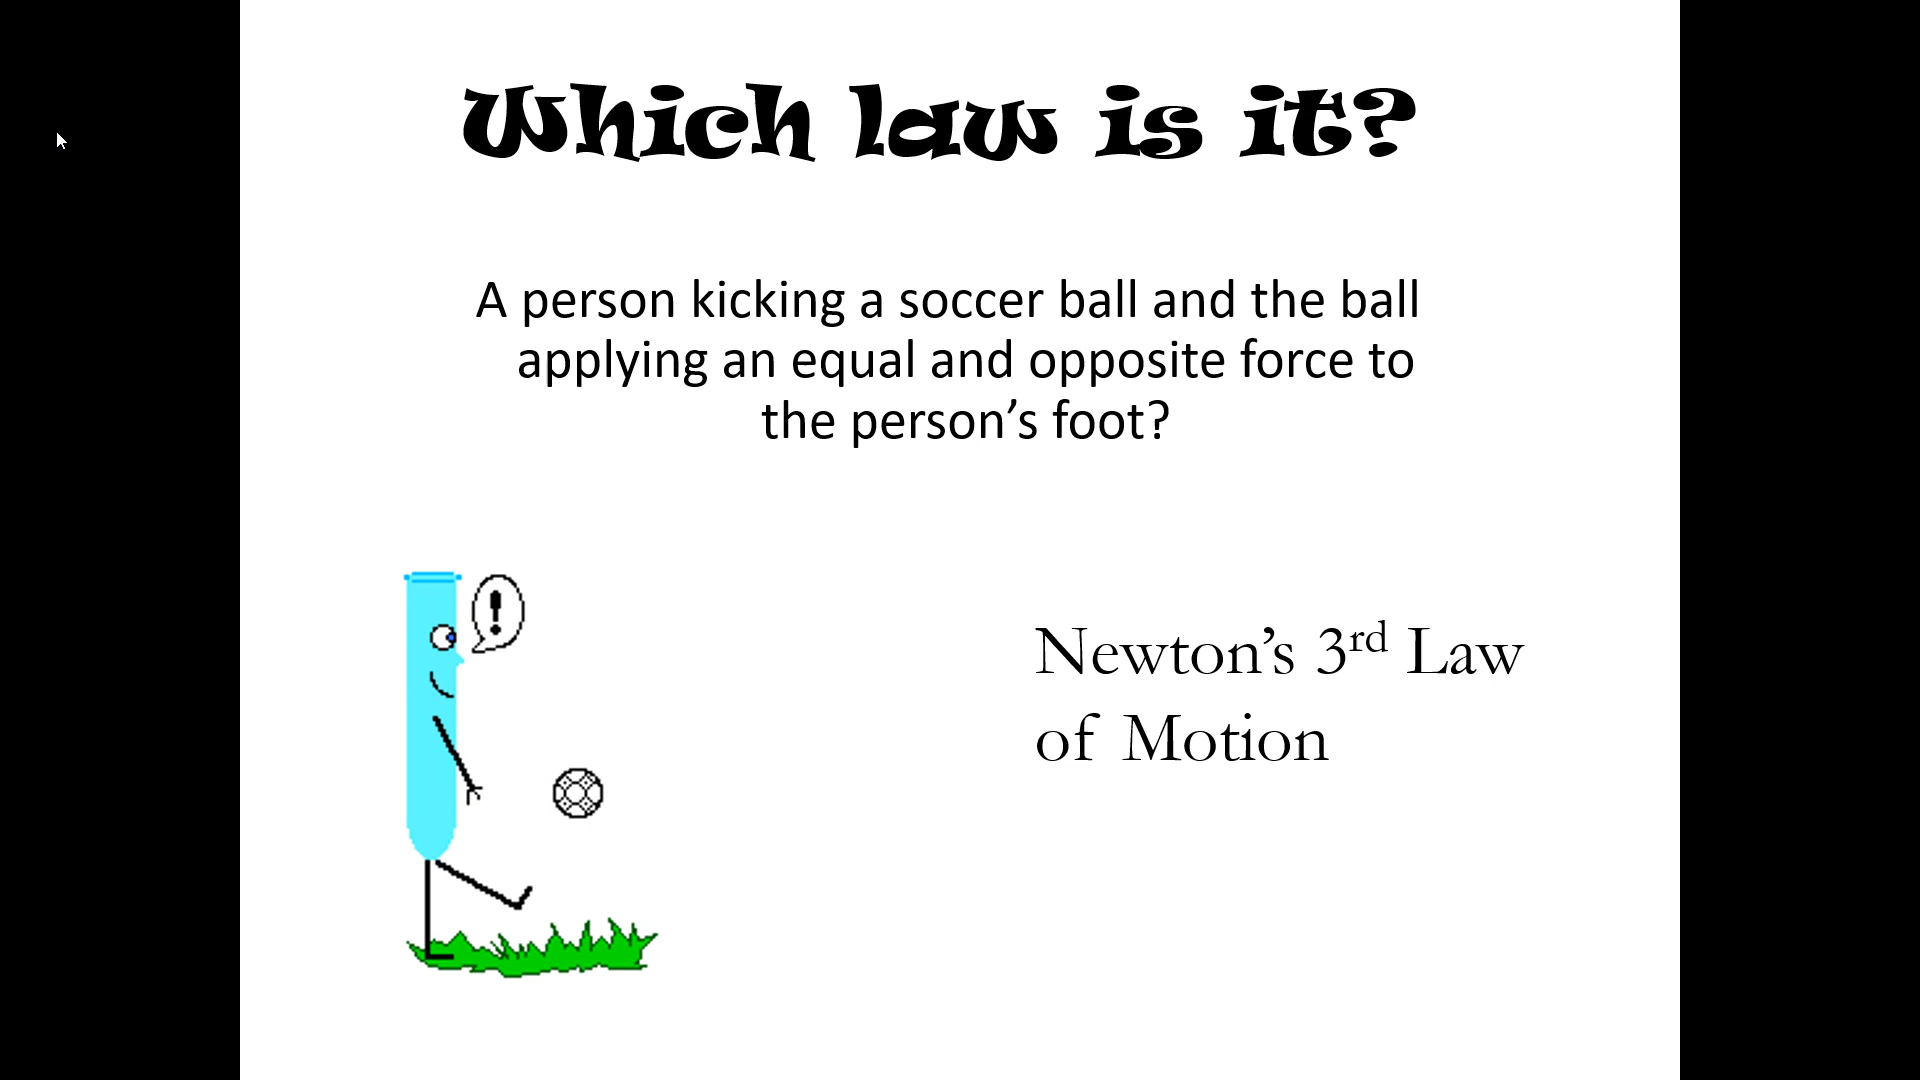 Which law is it?
A person kicking a soccer ball and the ball
applying an equal and opposite force to
the person’s foot?
!
Newton’s 3rd Law
of Motion